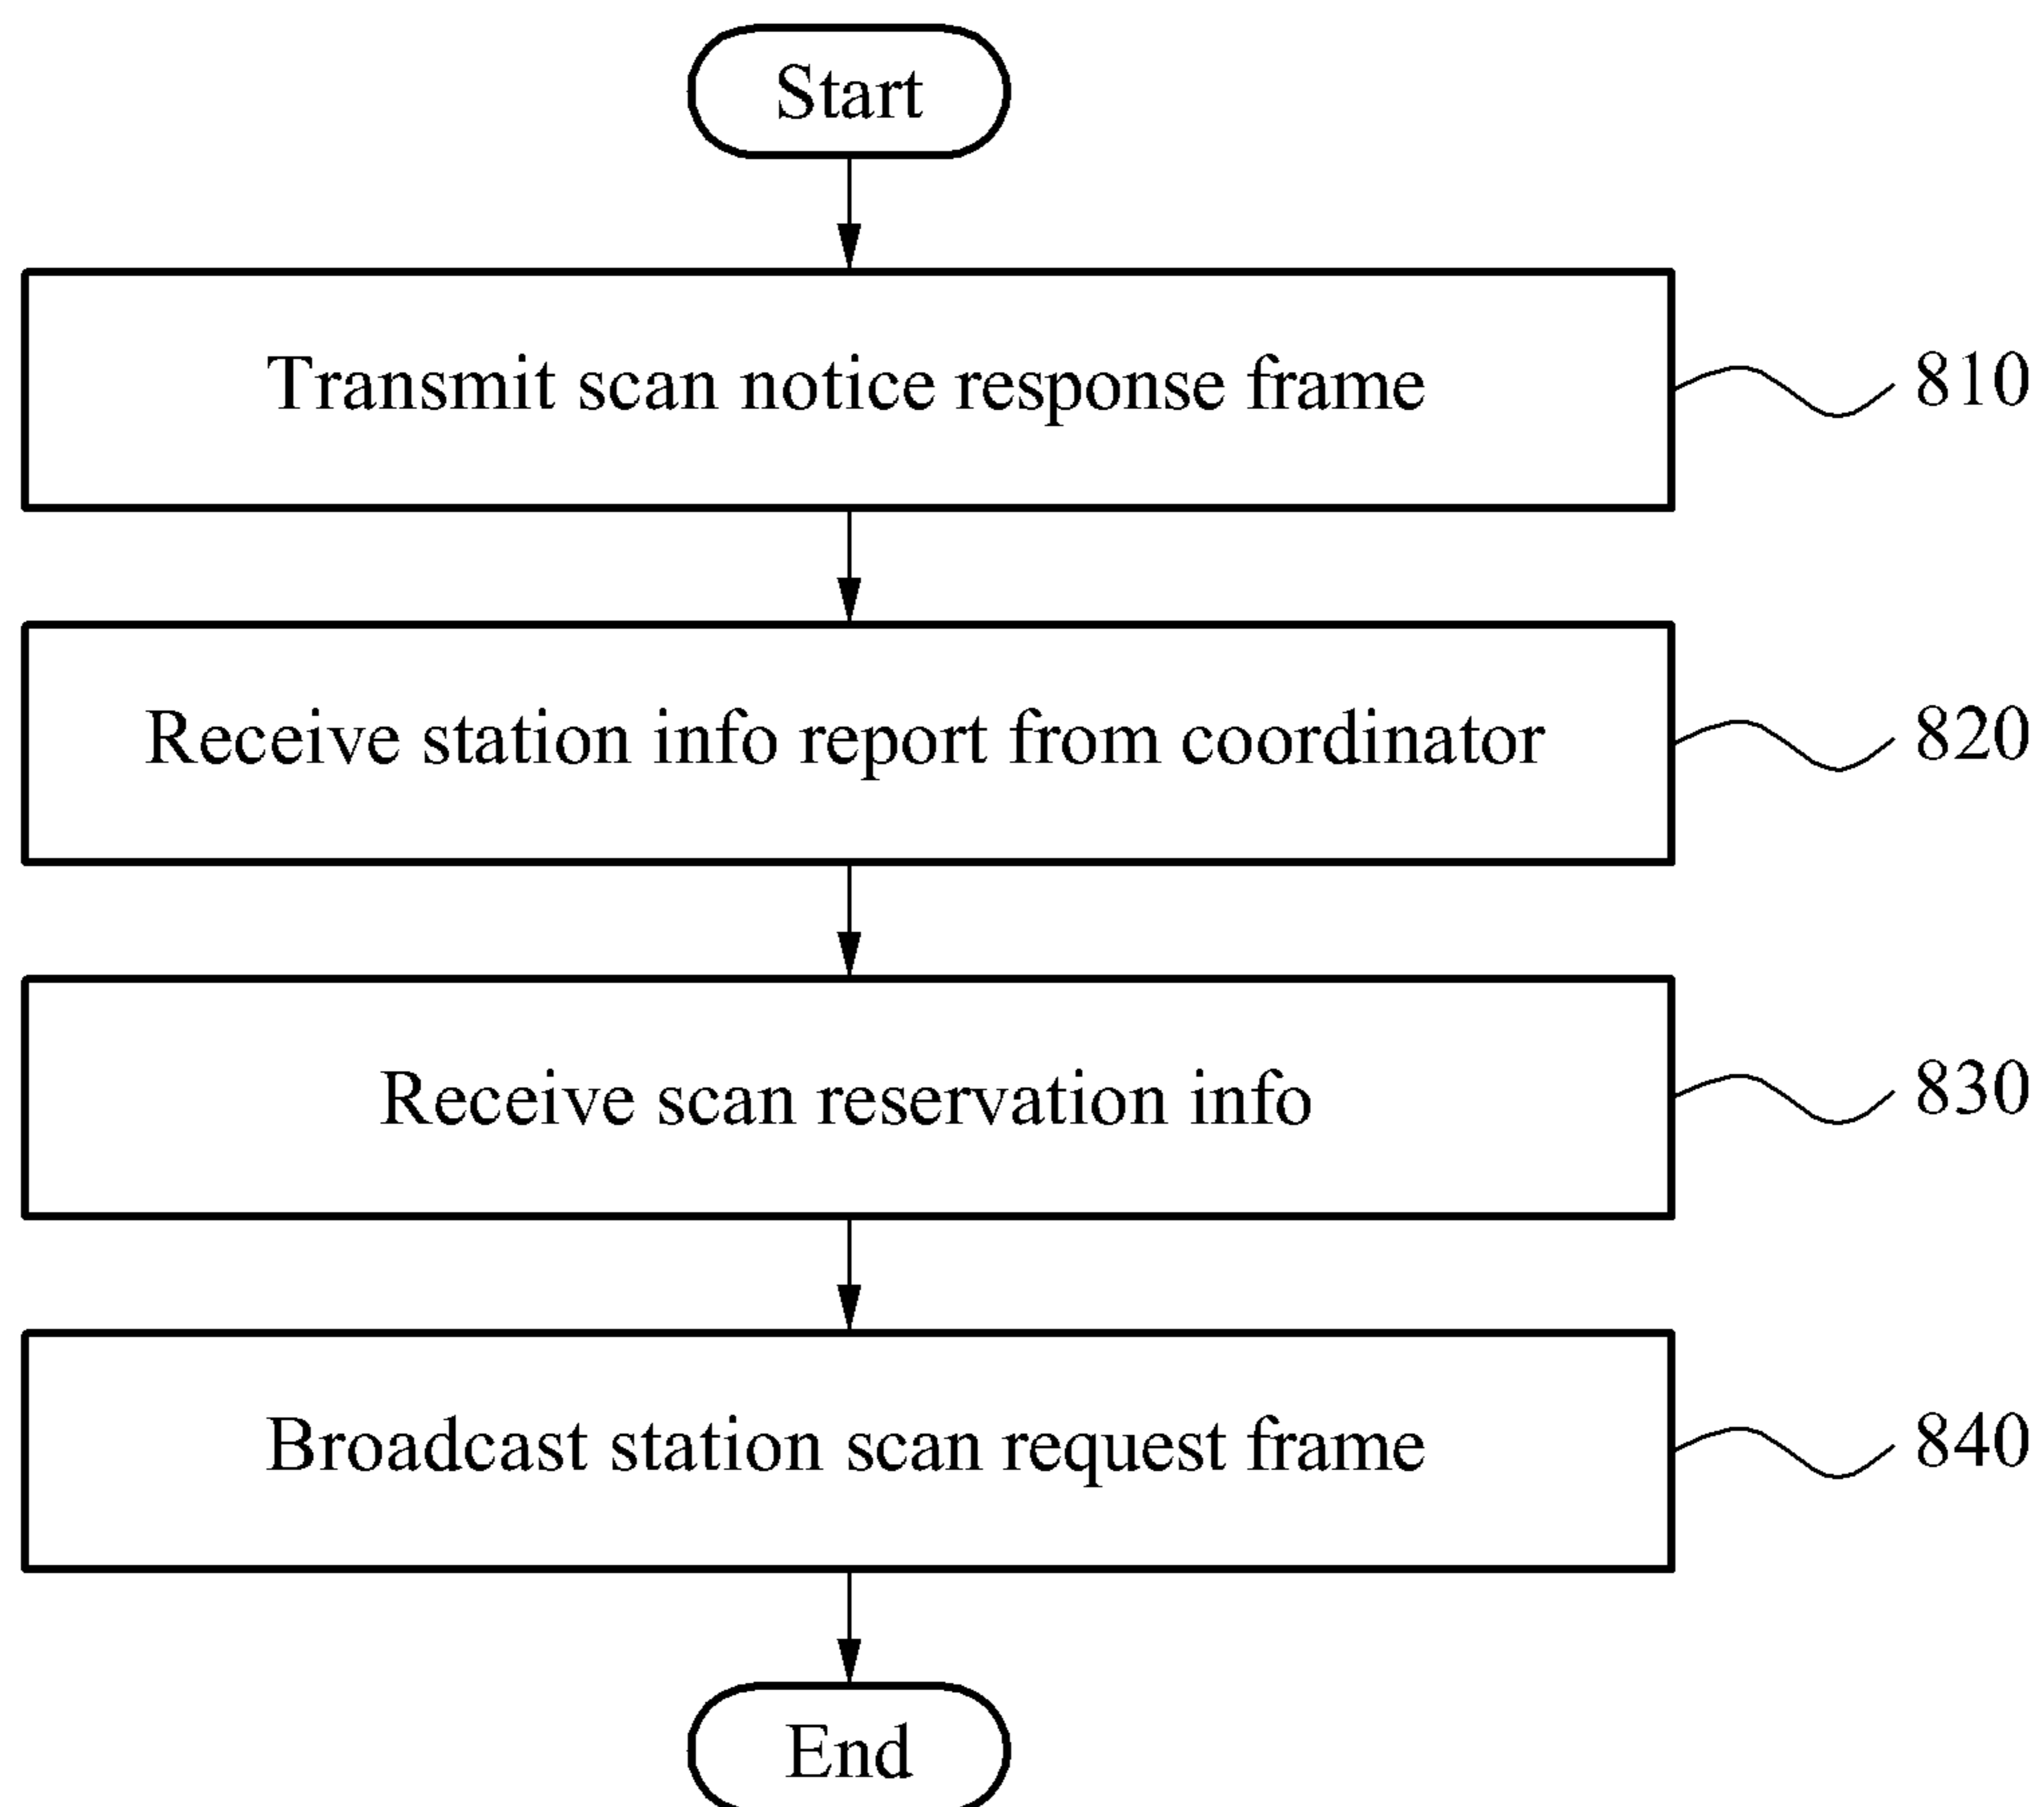 Start
Transmit scan notice response frame
810
Receive station info report from coordinator
820
Receive scan reservation info
830
Broadcast station scan request frame
840
End